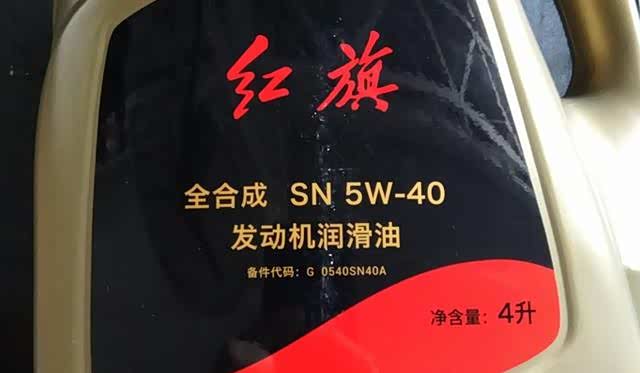 红旗
全合成 SN 5W-40
发动机润滑油
备件代码：G 0540SN40A
净含量：4升